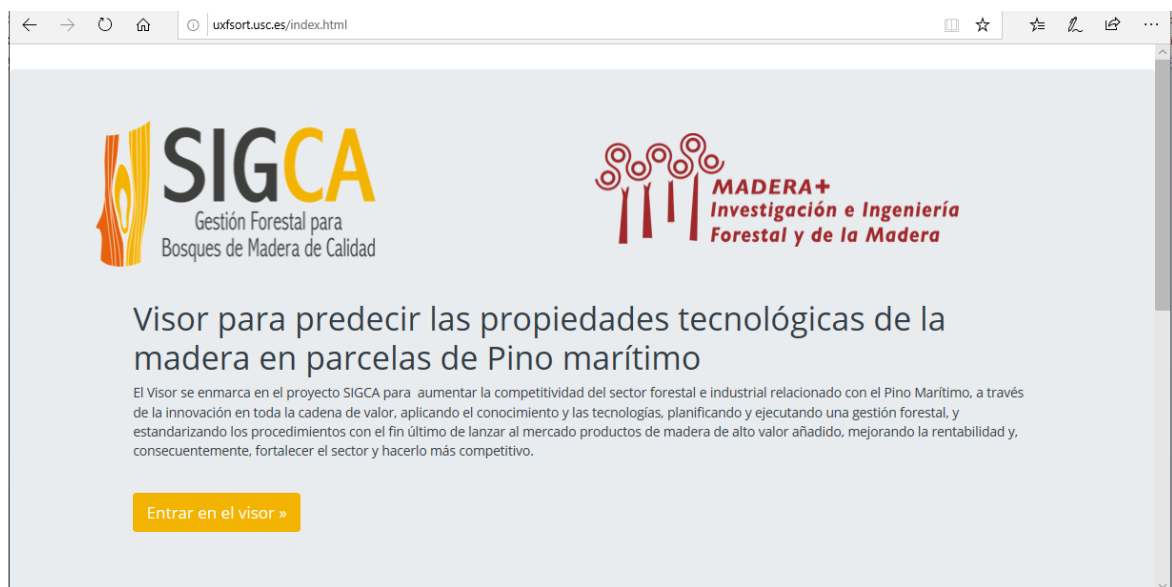 uxfsort.usc.es/index.html
SIGCA
Gestión Forestal para
Bosques de Madera de Calidad
MADERA+
Investigación e Ingeniería
Forestal y de la Madera
Visor para predecir las propiedades tecnológicas de la
madera en parcelas de Pino marítimo
El Visor se enmarca en el proyecto SIGCA para aumentar la competitividad del sector forestal e industrial relacionado con el Pino Marítimo, a través
de la innovación en toda la cadena de valor, aplicando el conocimiento y las tecnologías, planificando y ejecutando una gestión forestal, y
estandarizando los procedimientos con el fin último de lanzar al mercado productos de madera de alto valor añadido, mejorando la rentabilidad y,
consecuentemente, fortalecer el sector y hacerlo más competitivo.
Entrar en el visor »